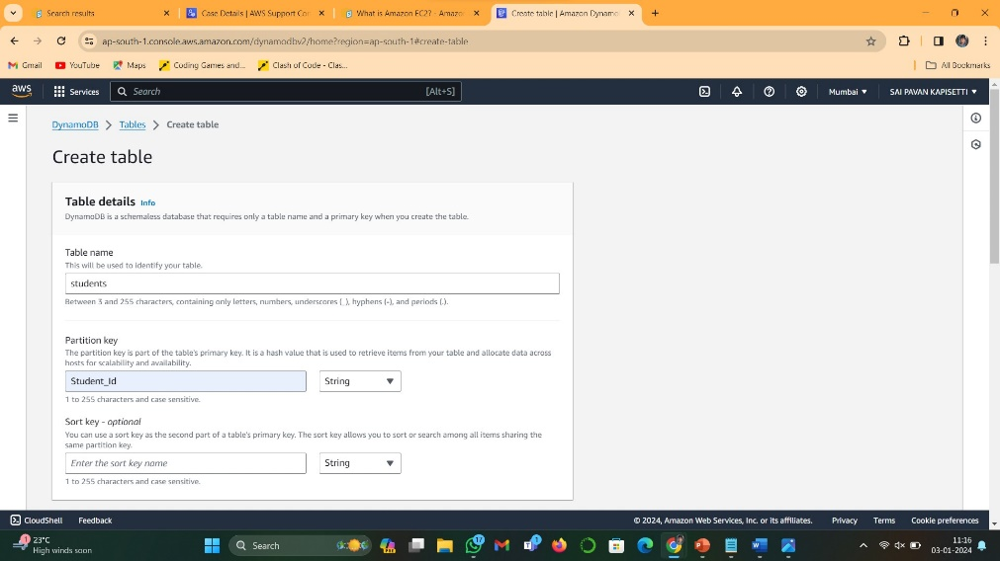 Search results
Case Details | AWS Support Co
What is Amazon EC2? - Amazo
Create table | Amazon Dynamo
ap-south-1.console.aws.amazon.com/dynamodbv2/home?region=ap-south-1#create-table
Gmail YouTube Maps Coding Games and... Clash of Code - Clas... All Bookmarks
aws Services Search [Alt+S] Mumbai SAI PAVAN KAPISETTI
DynamoDB Tables Create table
Create table
Table details Info
DynamoDB is a schemaless database that requires only a table name and a primary key when you create the table.
Table name
This will be used to identify your table.
students
Between 3 and 255 characters, containing only letters, numbers, underscores (_), hyphens (-), and periods (.).
Partition key
The partition key is part of the table's primary key. It is a hash value that is used to retrieve items from your table and allocate data across
hosts for scalability and availability.
Student_Id String
1 to 255 characters and case sensitive.
Sort key - optional
You can use a sort key as the second part of a table's primary key. The sort key allows you to sort or search among all items sharing the
same partition key.
Enter the sort key name String
1 to 255 characters and case sensitive.
CloudShell Feedback © 2024, Amazon Web Services, Inc. or its affiliates. Privacy Terms Cookie preferences
1 23°C
High winds soon
Search
17
1
11:16
03-01-2024